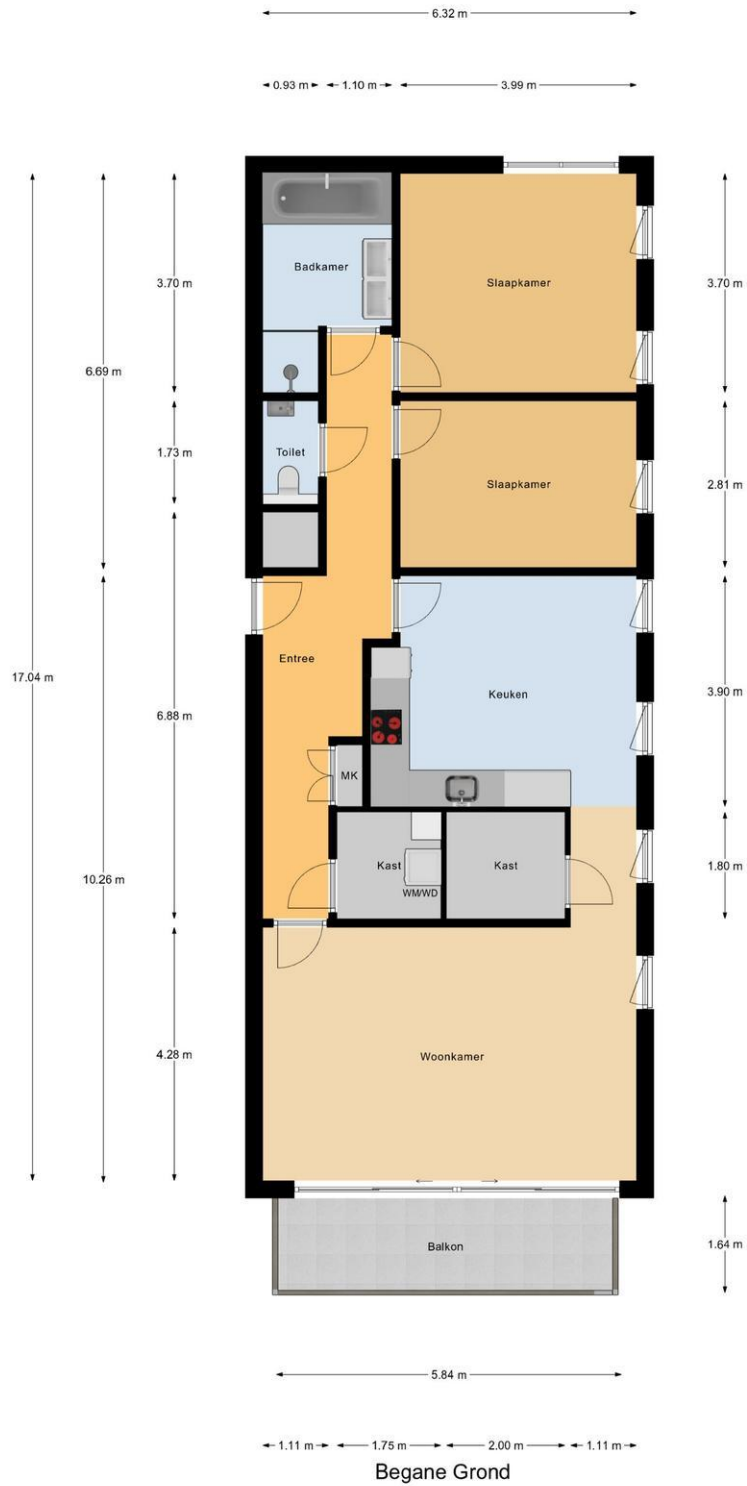 6.32 m
0.93 m
1.10 m
3.99 m
Badkamer
Slaapkamer
3.70 m
3.70 m
6.69 m
1.73 m
Toilet
Slaapkamer
2.81 m
17.04 m
Entree
Keuken
3.90 m
6.88 m
MK
10.26 m
Kast
Kast
1.80 m
WM/WD
4.28 m
Woonkamer
Balkon
1.64 m
5.84 m
1.11 m
1.75 m
2.00 m
1.11 m
Begane Grond